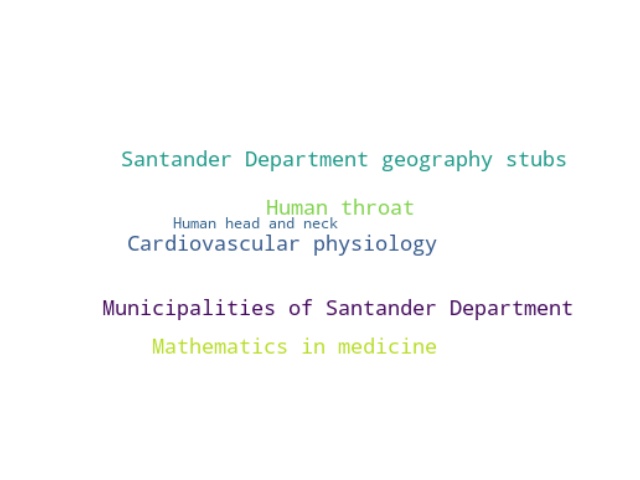 Santander Department geography stubs
Human throat
Human head and neck
Cardiovascular physiology
Municipalities of Santander Department
Mathematics in medicine